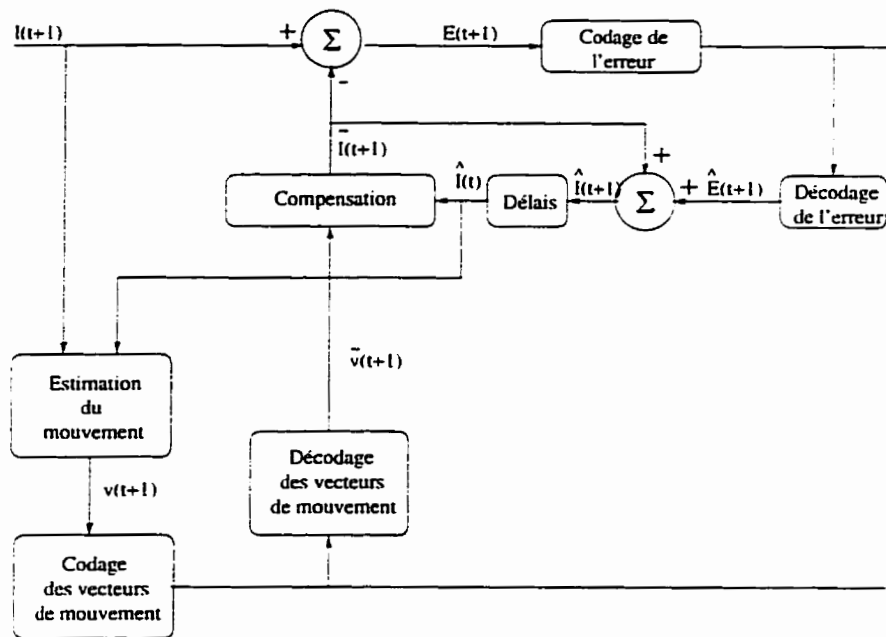 I(t+1)
+
Σ
E(t+1)
Codage de
l'erreur
-
Ĩ(t+1)
+
Compensation
Î(t)
Délais
Î(t+1)
Σ
+
Ê(t+1)
Décodage
de l'erreur
Estimation
du
mouvement
ṽ(t+1)
Décodage
des vecteurs
de mouvement
v(t+1)
Codage
des vecteurs
de mouvement